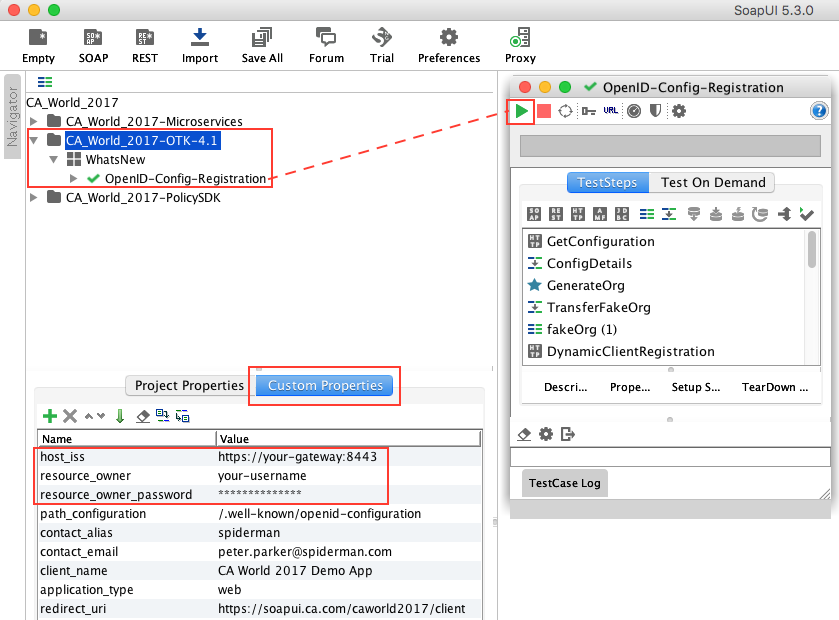 SoapUI 5.3.0
Empty SOAP REST Import Save All Forum Trial Preferences Proxy
Navigator
CA_World_2017
CA_World_2017-Microservices
CA_World_2017-OTK-4.1
WhatsNew
OpenID-Config-Registration
CA_World_2017-PolicySDK
Project Properties Custom Properties
Name Value
host_iss https://your-gateway:8443
resource_owner your-username
resource_owner_password **************
path_configuration /.well-known/openid-configuration
contact_alias spiderman
contact_email peter.parker@spiderman.com
client_name CA World 2017 Demo App
application_type web
redirect_uri https://soapui.ca.com/caworld2017/client
OpenID-Config-Registration
URL
TestSteps Test On Demand
GetConfiguration
ConfigDetails
GenerateOrg
TransferFakeOrg
fakeOrg (1)
DynamicClientRegistration
Descri... Prope... Setup S... TearDown ...
TestCase Log